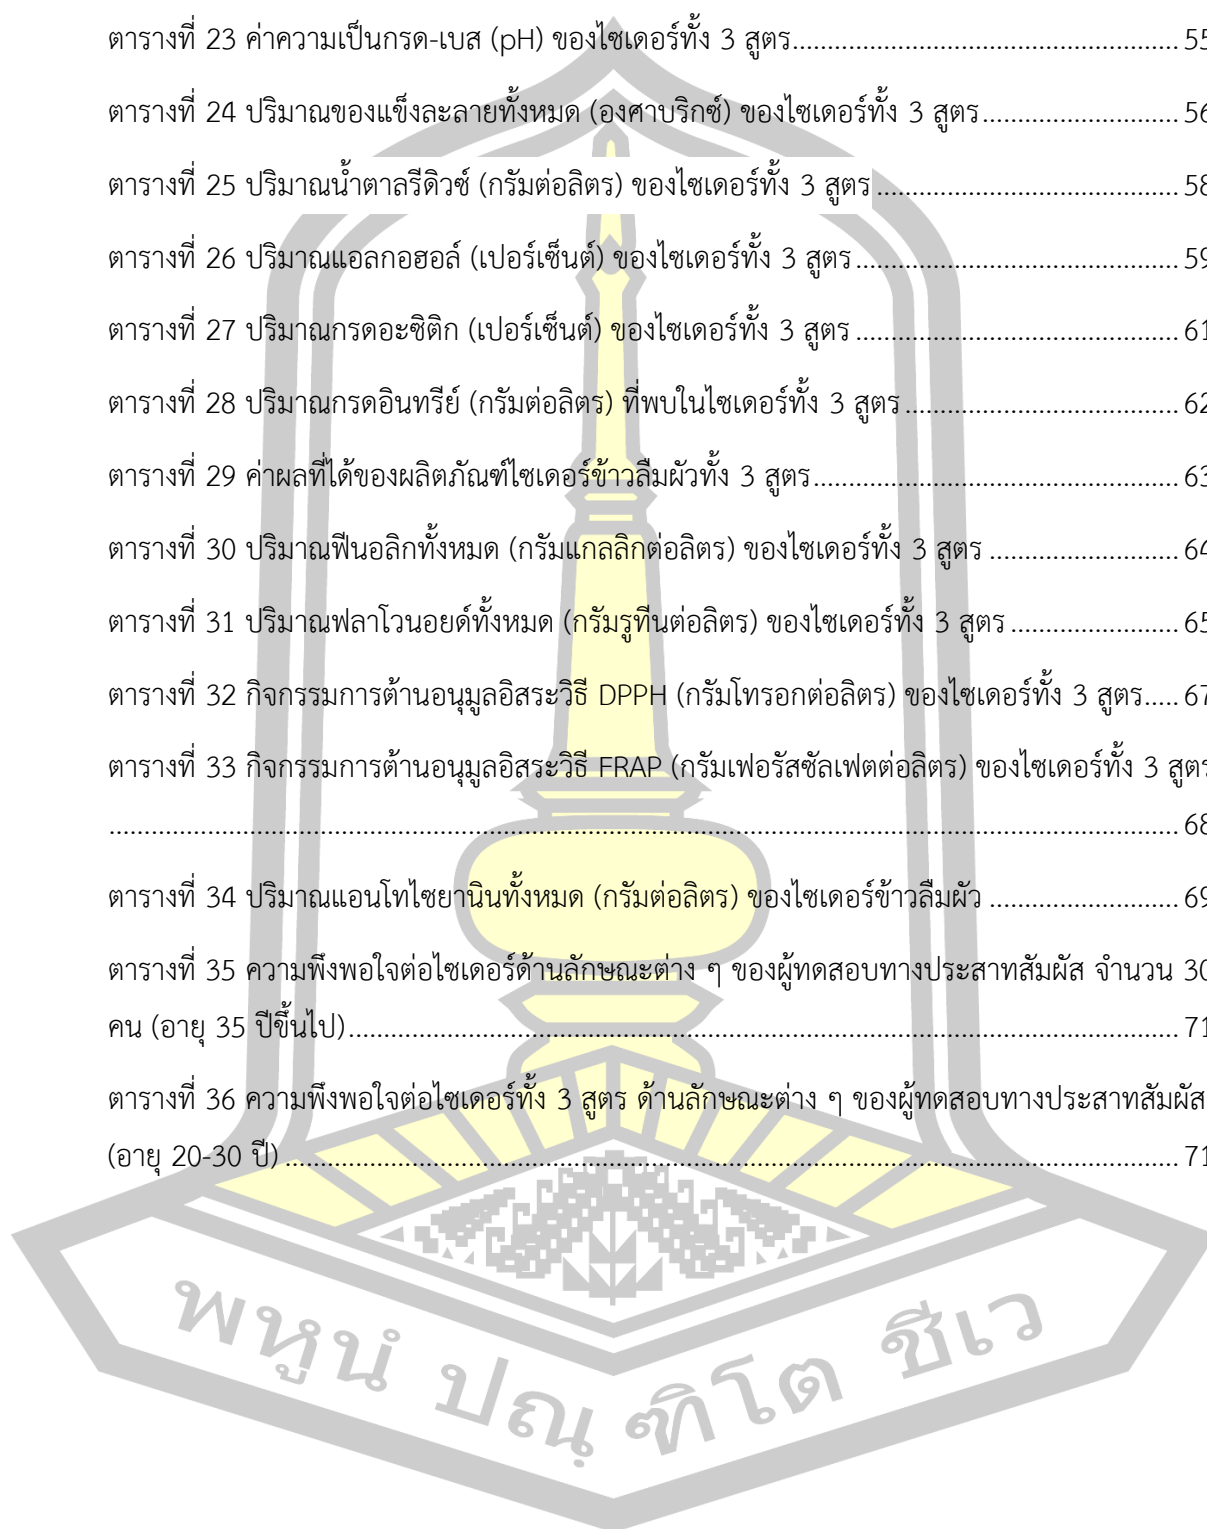 ตารางที่ 23 ค่าความเป็นกรด-เบส (pH) ของไซเดอร์ทั้ง 3 สูตร....................................................... 55
ตารางที่ 24 ปริมาณของแข็งละลายทั้งหมด (องศาบริกซ์) ของไซเดอร์ทั้ง 3 สูตร............................ 56
ตารางที่ 25 ปริมาณน้ำตาลรีดิวซ์ (กรัมต่อลิตร) ของไซเดอร์ทั้ง 3 สูตร........................................... 58
ตารางที่ 26 ปริมาณแอลกอฮอล์ (เปอร์เซ็นต์) ของไซเดอร์ทั้ง 3 สูตร.............................................. 59
ตารางที่ 27 ปริมาณกรดอะซิติก (เปอร์เซ็นต์) ของไซเดอร์ทั้ง 3 สูตร.............................................. 61
ตารางที่ 28 ปริมาณกรดอินทรีย์ (กรัมต่อลิตร) ที่พบในไซเดอร์ทั้ง 3 สูตร....................................... 62
ตารางที่ 29 ค่าผลที่ได้ของผลิตภัณฑ์ไซเดอร์ข้าวลืมผัวทั้ง 3 สูตร.................................................... 63
ตารางที่ 30 ปริมาณฟีนอลิกทั้งหมด (กรัมแกลลิกต่อลิตร) ของไซเดอร์ทั้ง 3 สูตร........................... 64
ตารางที่ 31 ปริมาณฟลาโวนอยด์ทั้งหมด (กรัมรูทีนต่อลิตร) ของไซเดอร์ทั้ง 3 สูตร........................ 65
ตารางที่ 32 กิจกรรมการต้านอนุมูลอิสระวิธี DPPH (กรัมโทรอกต่อลิตร) ของไซเดอร์ทั้ง 3 สูตร..... 67
ตารางที่ 33 กิจกรรมการต้านอนุมูลอิสระวิธี FRAP (กรัมเฟอรัสซัลเฟตต่อลิตร) ของไซเดอร์ทั้ง 3 สูตร
....................................................................................................................................................... 68
ตารางที่ 34 ปริมาณแอนโทไซยานินทั้งหมด (กรัมต่อลิตร) ของไซเดอร์ข้าวลืมผัว........................... 69
ตารางที่ 35 ความพึงพอใจต่อไซเดอร์ด้านลักษณะต่าง ๆ ของผู้ทดสอบทางประสาทสัมผัส จำนวน 30
คน (อายุ 35 ปีขึ้นไป)...................................................................................................................... 71
ตารางที่ 36 ความพึงพอใจต่อไซเดอร์ทั้ง 3 สูตร ด้านลักษณะต่าง ๆ ของผู้ทดสอบทางประสาทสัมผัส
(อายุ 20-30 ปี)............................................................................................................................... 71
พหูนํ ปณฺฑิโต ชีเว